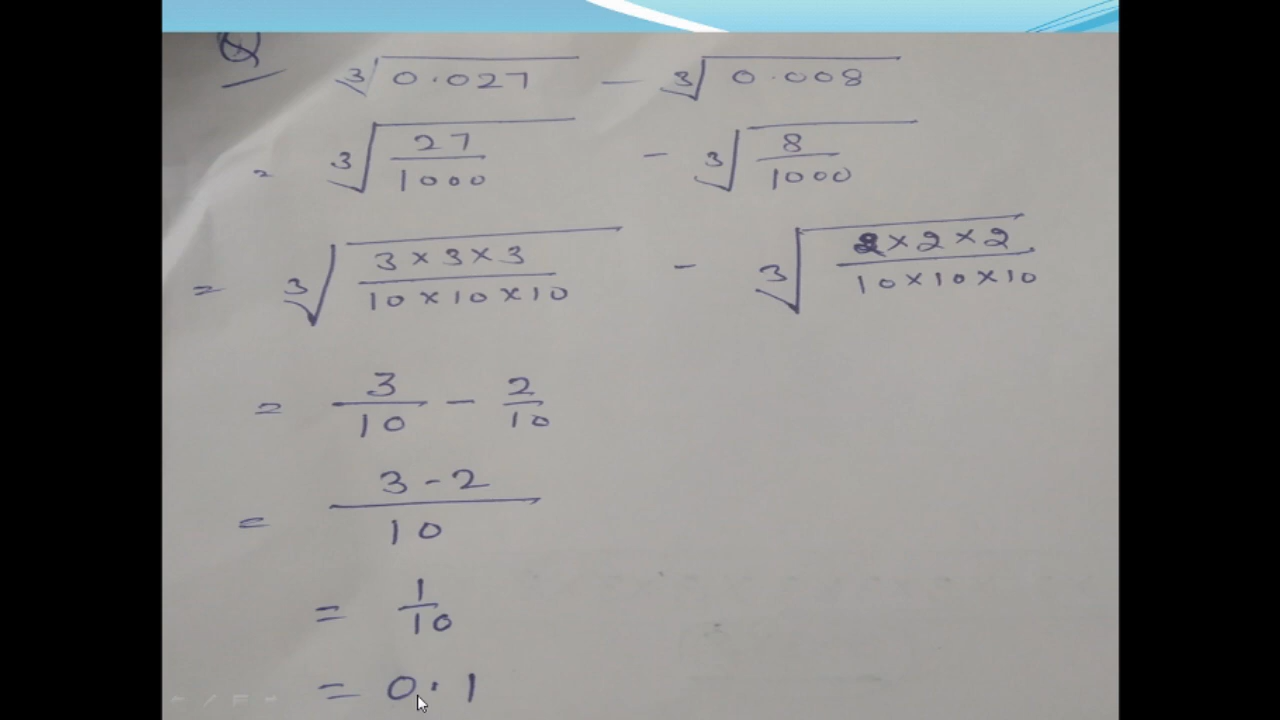 Q ∛0.027 - ∛0.008
= ∛(27/1000) - ∛(8/1000)
= ∛((3×3×3)/(10×10×10)) - ∛((2×2×2)/(10×10×10))
= 3/10 - 2/10
= (3-2)/10
= 1/10
= 0.1